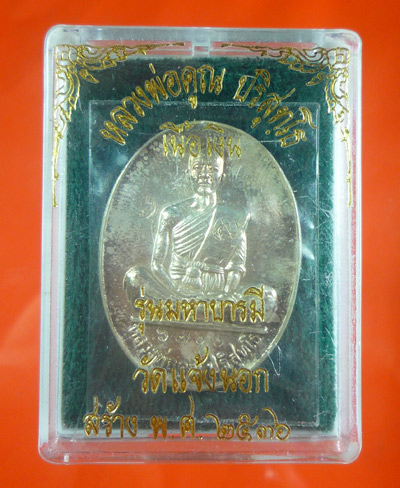 หลวงพ่อคูณ ปริสุทโธ
เนื้อเงิน
รุ่นมหาบารมี
วัดแจ้งนอก
สร้าง พ.ศ. ๒๕๓๖